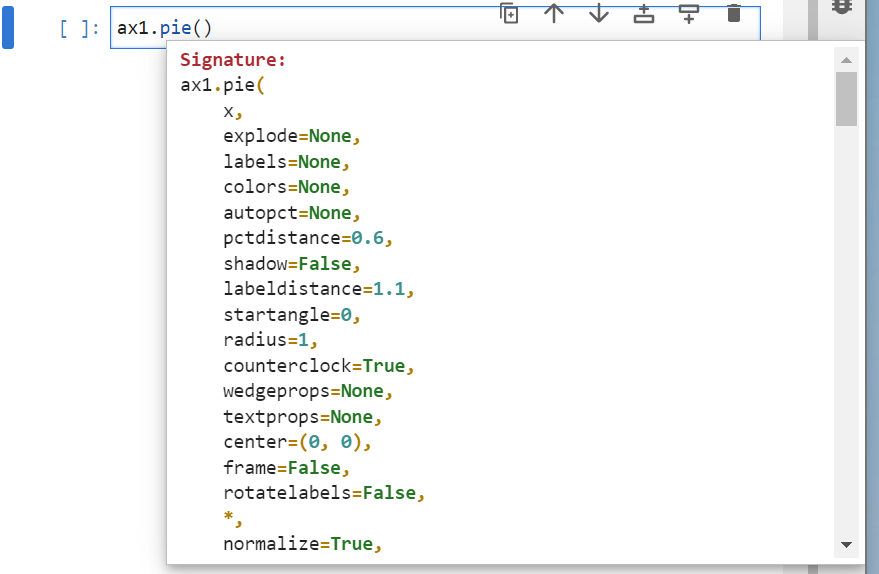 [ ]: ax1.pie()
Signature:
ax1.pie(
    x,
    explode=None,
    labels=None,
    colors=None,
    autopct=None,
    pctdistance=0.6,
    shadow=False,
    labeldistance=1.1,
    startangle=0,
    radius=1,
    counterclock=True,
    wedgeprops=None,
    textprops=None,
    center=(0, 0),
    frame=False,
    rotatelabels=False,
    *,
    normalize=True,